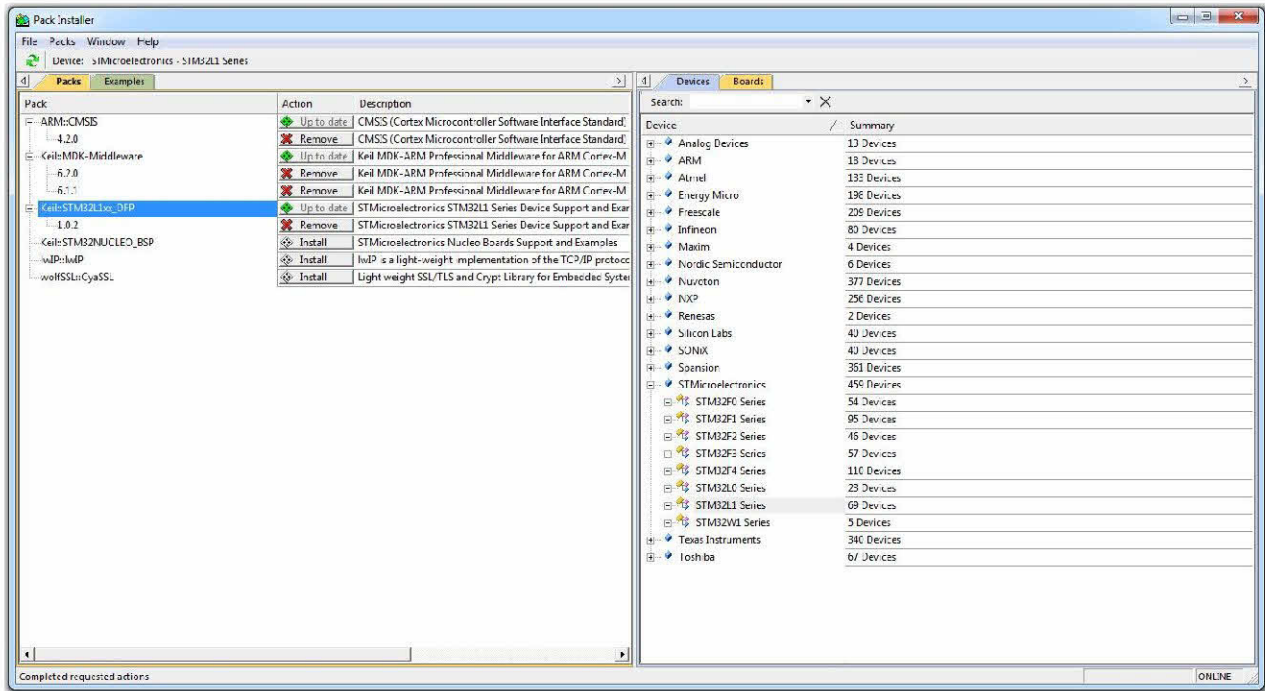 Pack Installer
File Packs Window Help
Device: STMicroelectronics - STM32L1 Series
Packs Examples
Pack Action Description
ARM::CMSIS Up to date CMSIS (Cortex Microcontroller Software Interface Standard)
4.2.0 Remove CMSIS (Cortex Microcontroller Software Interface Standard)
Keil::MDK-Middleware Up to date Keil MDK-ARM Professional Middleware for ARM Cortex-M
6.2.0 Remove Keil MDK-ARM Professional Middleware for ARM Cortex-M
6.1.1 Remove Keil MDK-ARM Professional Middleware for ARM Cortex-M
Keil::STM32L1xx_DFP Up to date STMicroelectronics STM32L1 Series Device Support and Exar
1.0.2 Remove STMicroelectronics STM32L1 Series Device Support and Exar
Keil::STM32NUCLEO_BSP Install STMicroelectronics Nucleo Boards Support and Examples
lwIP::lwIP Install lwIP is a light-weight implementation of the TCP/IP protoco
wolfSSL::CyaSSL Install Light weight SSL/TLS and Crypt Library for Embedded Syste
Devices Boards
Search:
Device Summary
Analog Devices 13 Devices
ARM 18 Devices
Atmel 133 Devices
Energy Micro 196 Devices
Freescale 209 Devices
Infineon 80 Devices
Maxim 4 Devices
Nordic Semiconductor 6 Devices
Nuvoton 377 Devices
NXP 256 Devices
Renesas 2 Devices
Silicon Labs 40 Devices
SONiX 40 Devices
Spansion 361 Devices
STMicroelectronics 459 Devices
STM32F0 Series 54 Devices
STM32F1 Series 95 Devices
STM32F2 Series 46 Devices
STM32F3 Series 57 Devices
STM32F4 Series 110 Devices
STM32L0 Series 23 Devices
STM32L1 Series 69 Devices
STM32W1 Series 5 Devices
Texas Instruments 340 Devices
Toshiba 67 Devices
Completed requested actions
ONLINE